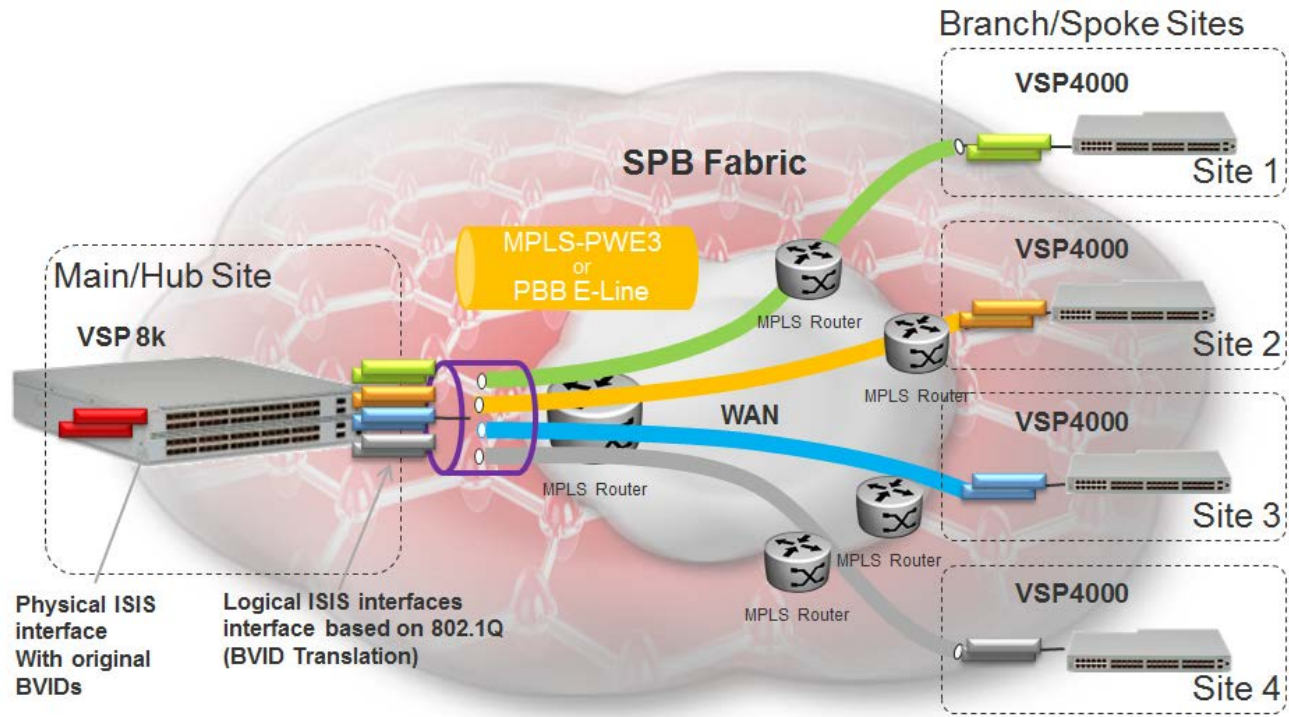 Branch/Spoke Sites
VSP4000
Site 1
SPB Fabric
MPLS-PWE3
or
PBB E-Line
MPLS Router
VSP4000
Site 2
Main/Hub Site
VSP 8k
MPLS Router
WAN
VSP4000
Site 3
MPLS Router
MPLS Router
MPLS Router
VSP4000
Site 4
Physical ISIS
interface
With original
BVIDs
Logical ISIS interfaces
interface based on 802.1Q
(BVID Translation)